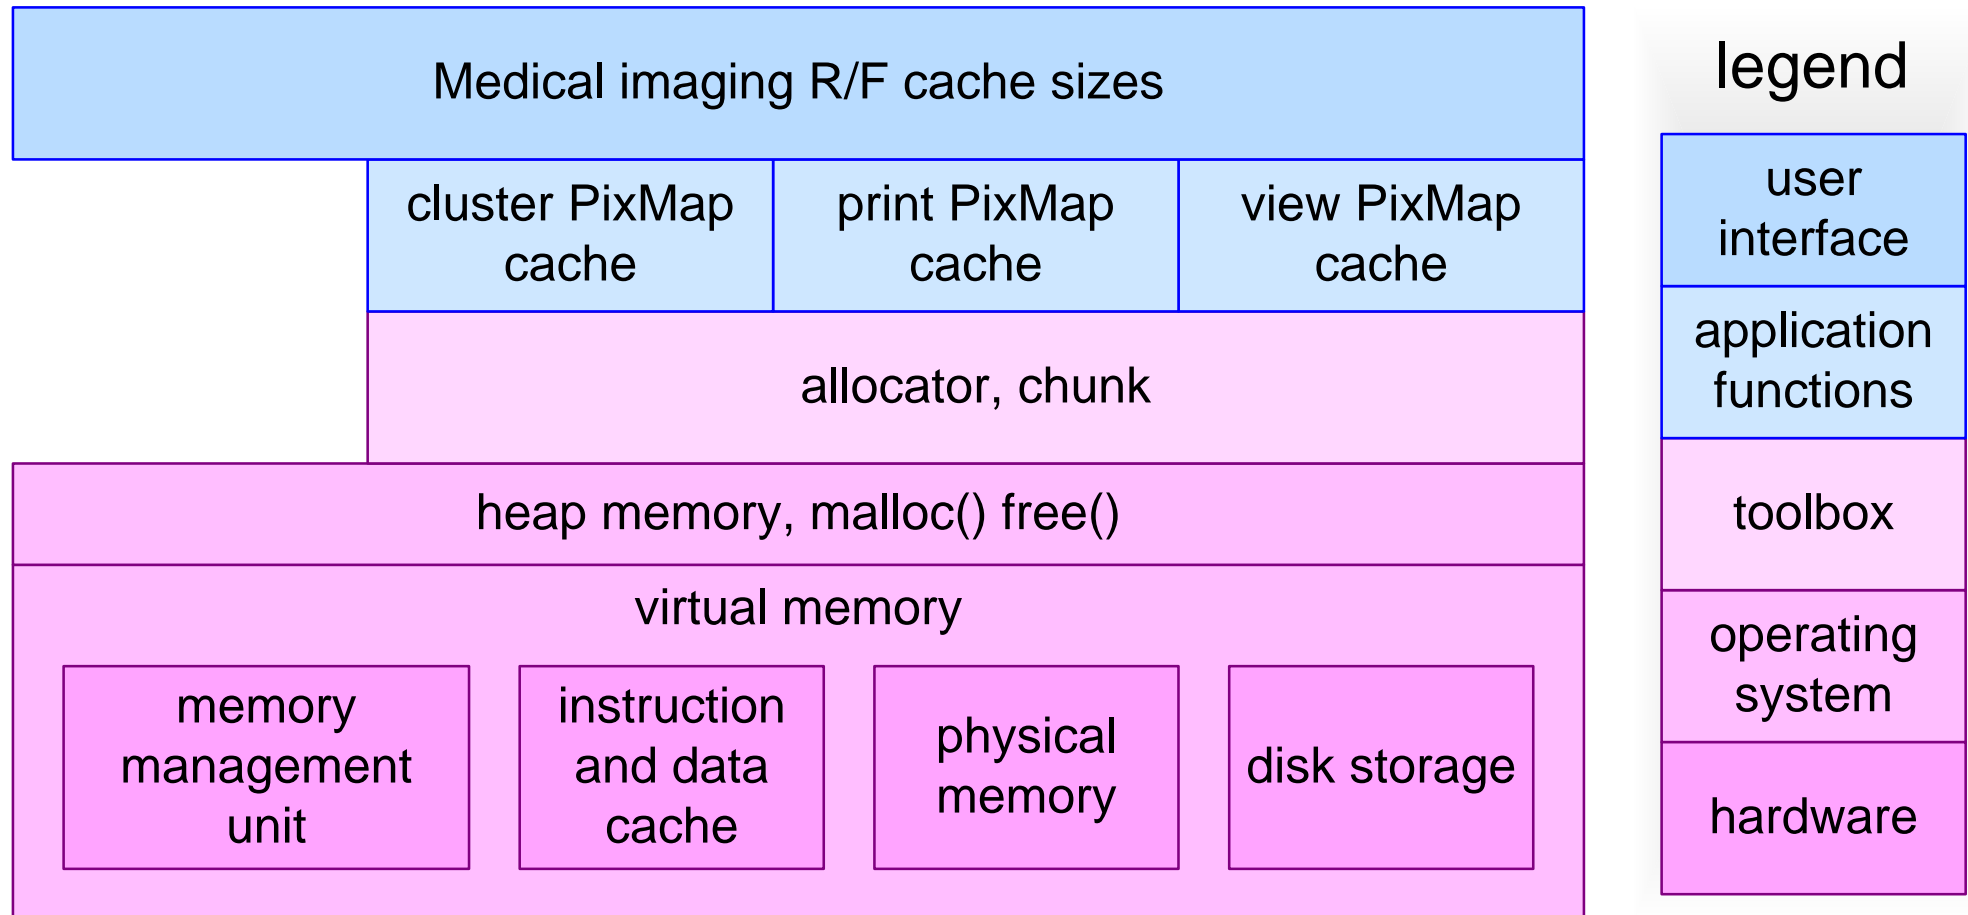 Medical imaging R/F cache sizes
cluster PixMap
cache
print PixMap
cache
view PixMap
cache
allocator, chunk
heap memory, malloc() free()
virtual memory
memory
management
unit
instruction
and data
cache
physical
memory
disk storage
legend
user
interface
application
functions
toolbox
operating
system
hardware